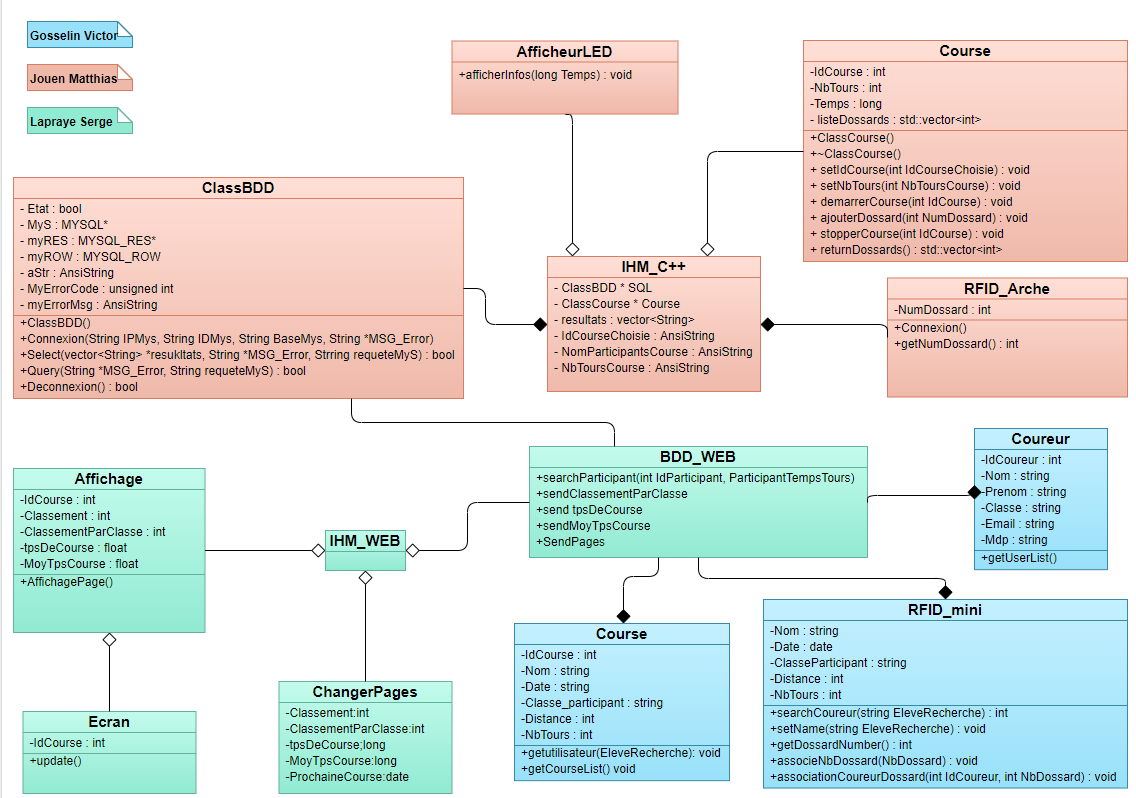 Gosselin Victor
Jouen Matthias
Lapraye Serge
AfficheurLED
+afficherInfos(long Temps) : void
Course
-IdCourse : int
-NbTours : int
-Temps : long
- listeDossards : std::vector<int>
+ClassCourse()
+~ClassCourse()
+ setIdCourse(int IdCourseChoisie) : void
+ setNbTours(int NbToursCourse) : void
+ demarrerCourse(int IdCourse) : void
+ ajouterDossard(int NumDossard) : void
+ stopperCourse(int IdCourse) : void
+ returnDossards() : std::vector<int>
ClassBDD
- Etat : bool
- MyS : MYSQL*
- myRES : MYSQL_RES*
- myROW : MYSQL_ROW
- aStr : AnsiString
- MyErrorCode : unsigned int
- myErrorMsg : AnsiString
+ClassBDD()
+Connexion(String IPMys, String IDMys, String BaseMys, String *MSG_Error)
+Select(vector<String> *resukltats, String *MSG_Error, Strring requeteMyS) : bool
+Query(String *MSG_Error, String requeteMyS) : bool
+Deconnexion() : bool
IHM_C++
- ClassBDD * SQL
- ClassCourse * Course
- resultats : vector<String>
- IdCourseChoisie : AnsiString
- NomParticipantsCourse : AnsiString
- NbToursCourse : AnsiString
RFID_Arche
-NumDossard : int
+Connexion()
+getNumDossard() : int
BDD_WEB
+searchParticipant(int IdParticipant, ParticipantTempsTours)
+sendClassementParClasse
+send tpsDeCourse
+sendMoyTpsCourse
+SendPages
Coureur
-IdCoureur : int
-Nom : string
-Prenom : string
-Classe : string
-Email : string
-Mdp : string
+getUserList()
Affichage
-IdCourse : int
-Classement : int
-ClassementParClasse : int
-tpsDeCourse : float
-MoyTpsCourse : float
+AffichagePage()
IHM_WEB
Ecran
-IdCourse : int
+update()
ChangerPages
-Classement:int
-ClassementParClasse:int
-tpsDeCourse;long
-MoyTpsCourse:long
-ProchaineCourse:date
Course
-IdCourse : int
-Nom : string
-Date : string
-Classe_participant : string
-Distance : int
-NbTours : int
+getutilisateur(EleveRecherche): void
+getCourseList() void
RFID_mini
-Nom : string
-Date : date
-ClasseParticipant : string
-Distance : int
-NbTours : int
+searchCoureur(string EleveRecherche) : int
+setName(string EleveRecherche) : void
+getDossardNumber() : int
+associeNbDossard(NbDossard) : void
+associationCoureurDossard(int IdCoureur, int NbDossard) : void